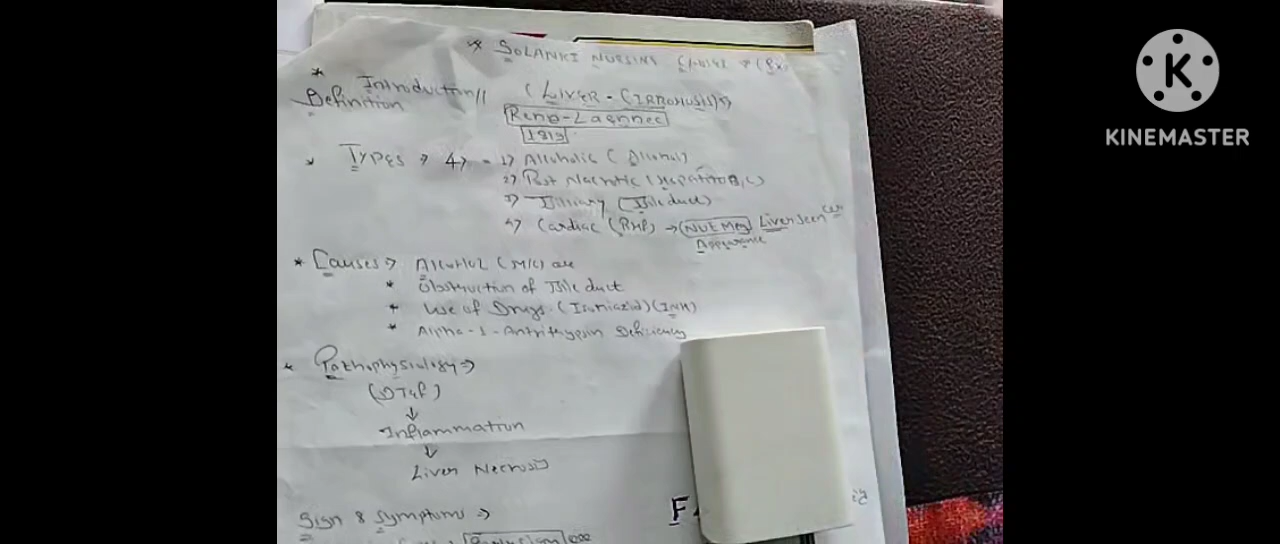 * SOLANKI NURSING
* Introduction//
Definition
(LIVER - CIRRHOSIS)
Rene-Laennec
1819
* TYPES 4) = 1) Alcoholic (Alcohol)
2) Post Necrotic (Hepatitis B, C)
3) Biliary (Bile duct)
4) Cardiac (RHF) → (NUTMeg) Liver seen
Appearance
* Causes → Alcohol (M/C)
* Obstruction of Bile duct
* Use of Drugs (Isoniazid) (INH)
* Alpha-1-Antritrypsin Deficiency
* Pathophysiology ⇒
↓
Inflammation
↓
Liver Necrosis
Sign & Symptoms ⇒
F
K
KINEMASTER